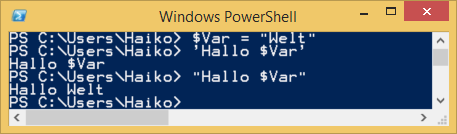 Windows PowerShell
PS C:\Users\Haiko> $Var = "Welt"
PS C:\Users\Haiko> 'Hallo $Var'
Hallo $Var
PS C:\Users\Haiko> "Hallo $Var"
Hallo Welt
PS C:\Users\Haiko>